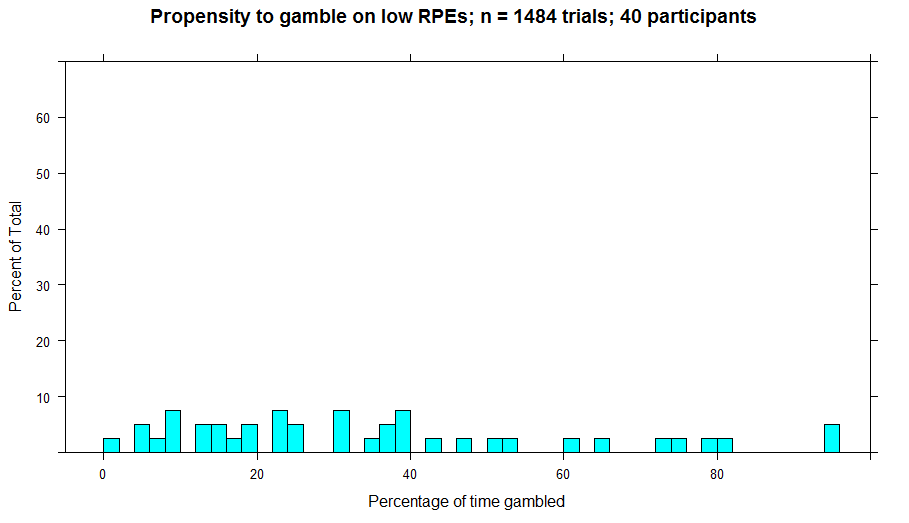 Propensity to gamble on low RPEs; n = 1484 trials; 40 participants
Percent of Total
60
50
40
30
20
10
0 20 40 60 80
Percentage of time gambled